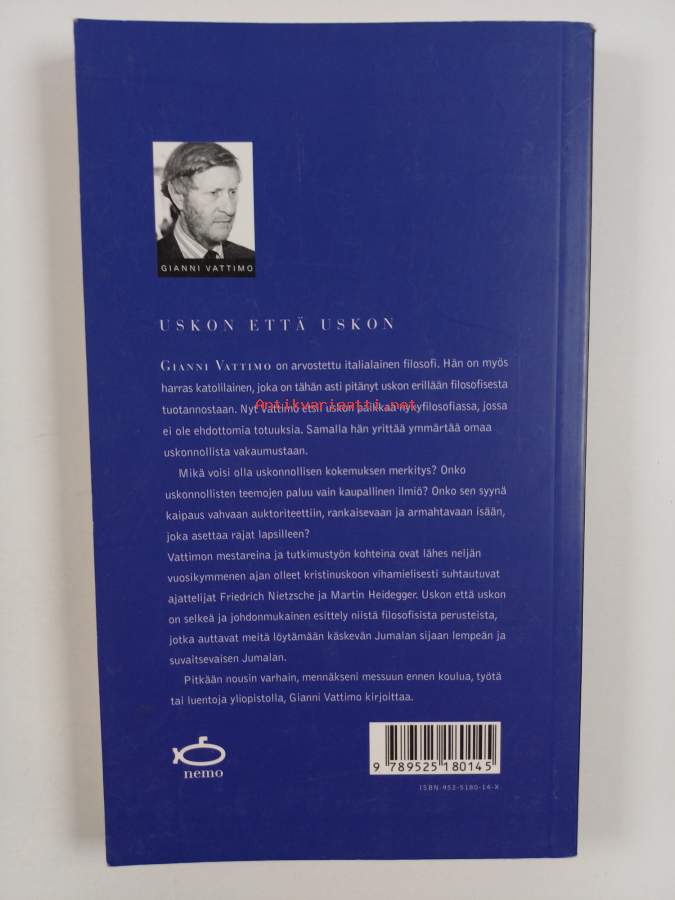 GIANNI VATTIMO
USKON ETTÄ USKON
GIANNI VATTIMO on arvostettu italialainen filosofi. Hän on myös
harras katolilainen, joka on tähän asti pitänyt uskon erillään filosofisesta
tuotannostaan. Nyt Vattimo etsii uskon paikkaa nykyfilosofiassa, jossa
Antikvariaatti.net
ei ole ehdottomia totuuksia. Samalla hän yrittää ymmärtää omaa
uskonnollista vakaumustaan.
Mikä voisi olla uskonnollisen kokemuksen merkitys? Onko
uskonnollisten teemojen paluu vain kaupallinen ilmiö? Onko sen syynä
kaipaus vahvaan auktoriteettiin, rankaisevaan ja armahtavaan isään,
joka asettaa rajat lapsilleen?
Vattimon mestareina ja tutkimustyön kohteina ovat lähes neljän
vuosikymmenen ajan olleet kristinuskoon vihamielisesti suhtautuvat
ajattelijat Friedrich Nietzsche ja Martin Heidegger. Uskon että uskon
on selkeä ja johdonmukainen esittely niistä filosofisista perusteista,
jotka auttavat meitä löytämään käskevän Jumalan sijaan lempeän ja
suvaitsevaisen Jumalan.
Pitkään nousin varhain, mennäkseni messuun ennen koulua, työtä
tai luentoja yliopistolla, Gianni Vattimo kirjoittaa.
nemo
9 789525 180145
ISBN-952-5180-14-X